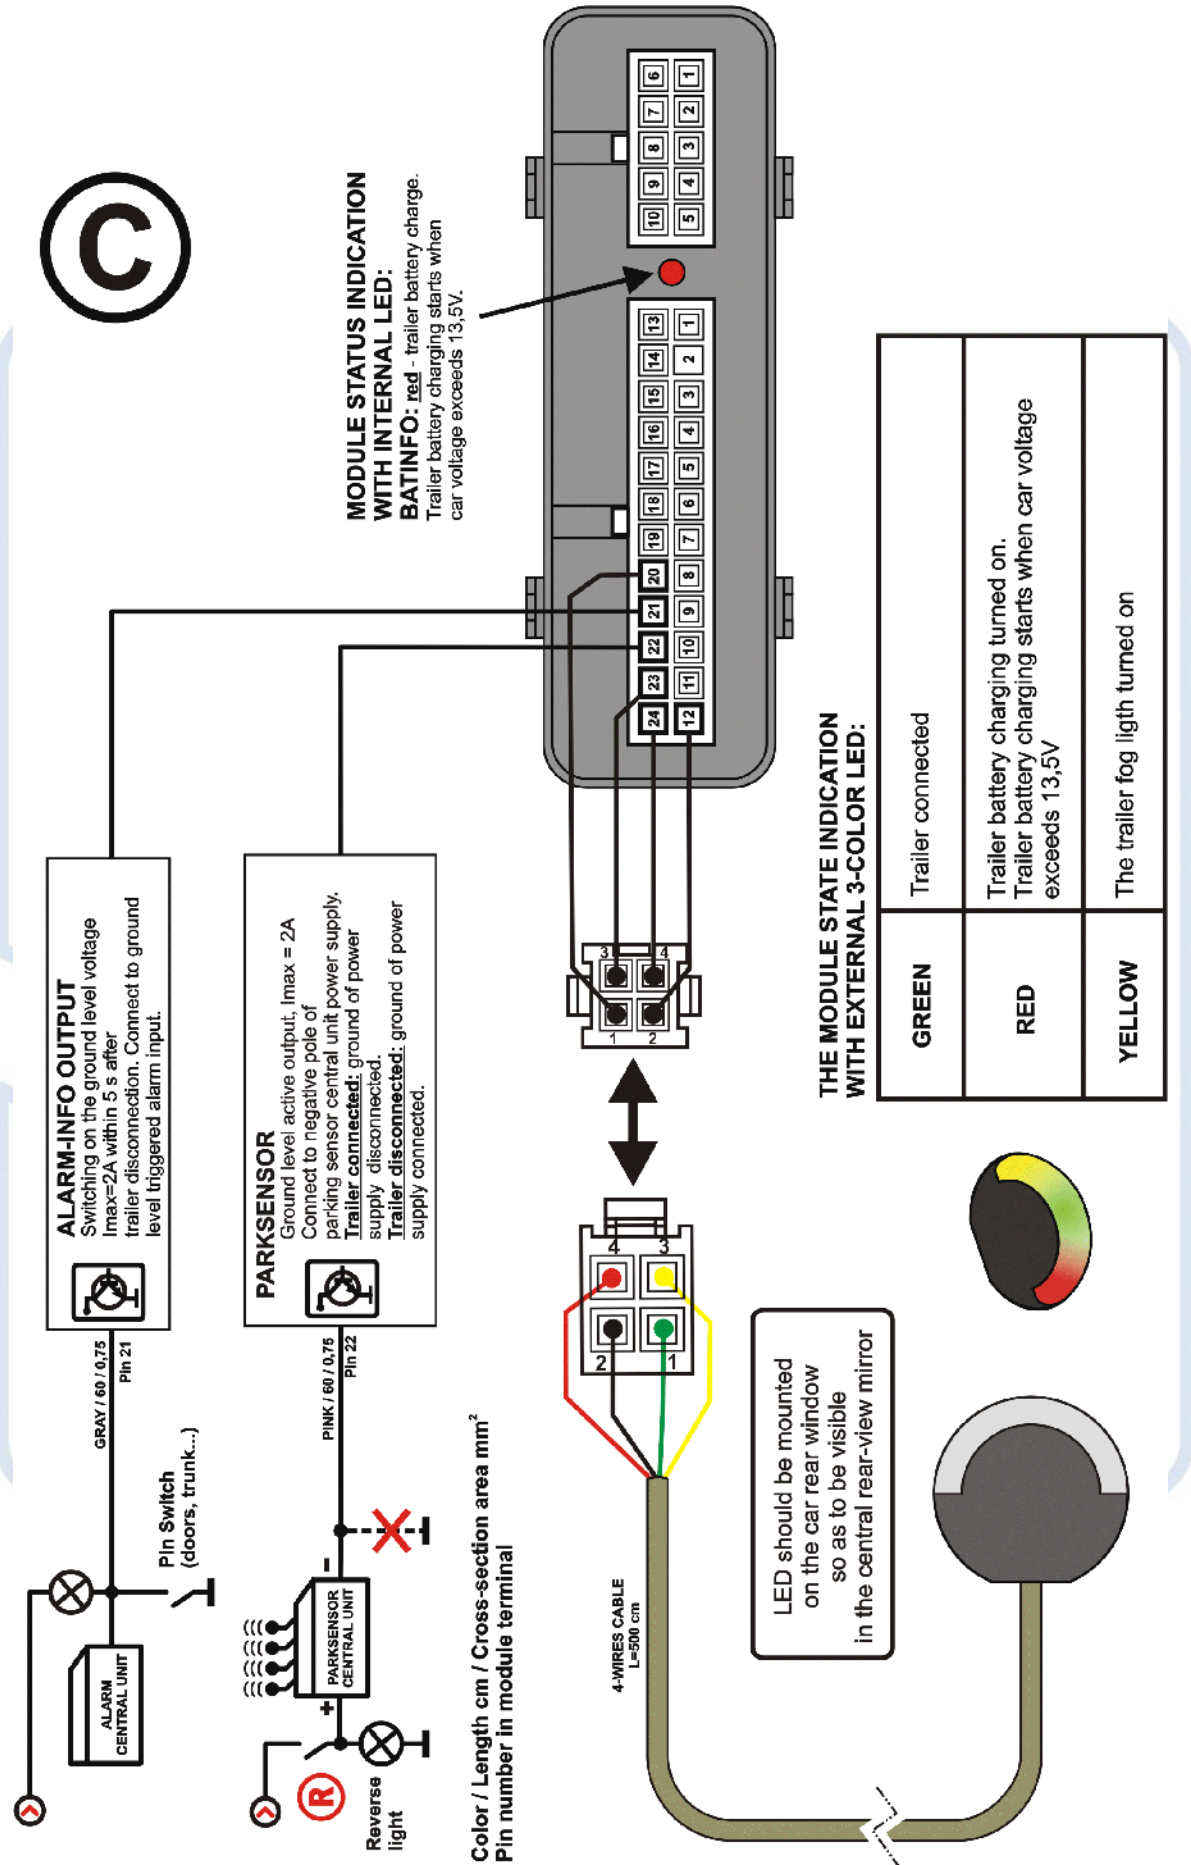 C
ALARM-INFO OUTPUT
Switching on the ground level voltage
Imax=2A within 5 s after
trailer disconnection. Connect to ground
level triggered alarm input.
GRAY / 60 / 0,75
Pin 21
Pin Switch
(doors, trunk...)
ALARM
CENTRAL UNIT
PARKSENSOR
Ground level active output, Imax = 2A
Connect to negative pole of
parking sensor central unit power supply.
Trailer connected: ground of power
supply disconnected.
Trailer disconnected: ground of power
supply connected.
PINK / 60 / 0,75
Pin 22
PARKSENSOR
CENTRAL UNIT
+
−
R
Reverse
light
Color / Length cm / Cross-section area mm²
Pin number in module terminal
MODULE STATUS INDICATION
WITH INTERNAL LED:
BATINFO: red - trailer battery charge.
Trailer battery charging starts when
car voltage exceeds 13,5V.
24 23 22 21 20 19 18 17 16 15 14 13
12 11 10 9 8 7 6 5 4 3 2 1
10 9 8 7 6
5 4 3 2 1
1 3
2 4
2 4
1 3
4-WIRES CABLE
L=500 cm
LED should be mounted
on the car rear window
so as to be visible
in the central rear-view mirror
THE MODULE STATE INDICATION
WITH EXTERNAL 3-COLOR LED:
GREEN
Trailer connected
RED
Trailer battery charging turned on.
Trailer battery charging starts when car voltage
exceeds 13,5V
YELLOW
The trailer fog ligth turned on